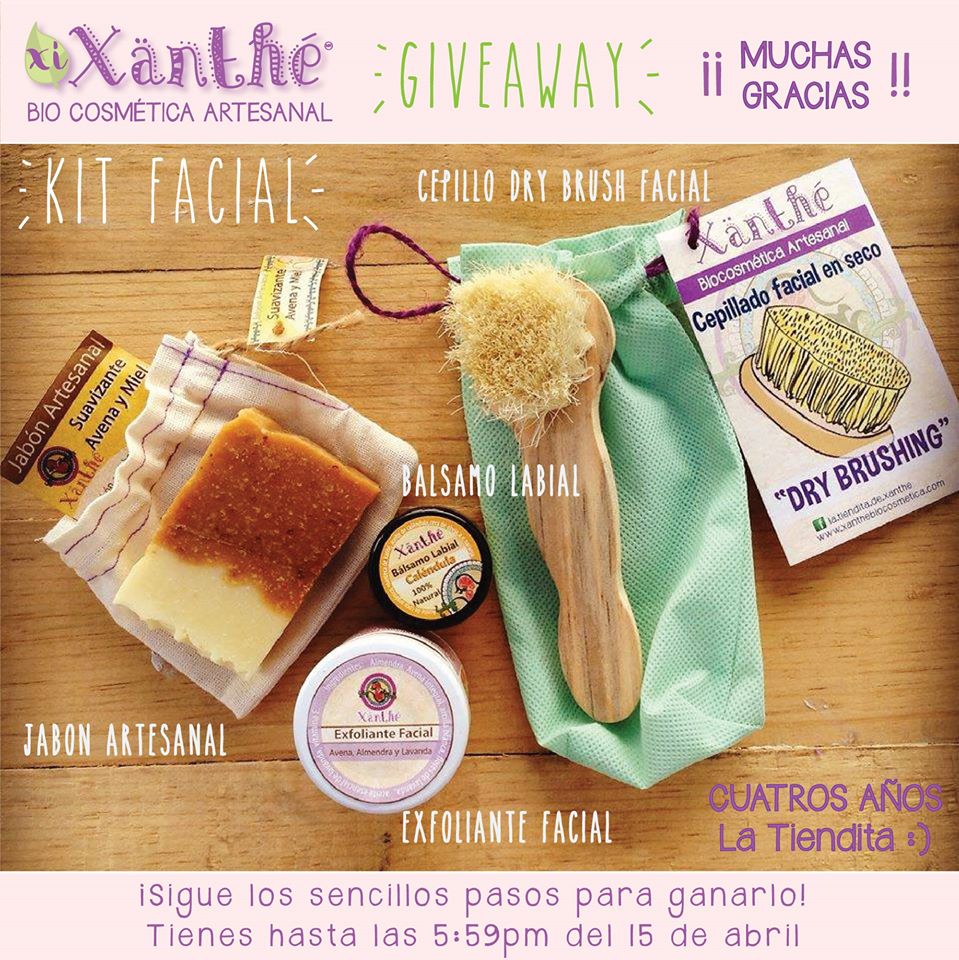 xi Xänthé
BIO COSMÉTICA ARTESANAL
GIVEAWAY
¡¡ MUCHAS GRACIAS !!
KIT FACIAL
CEPILLO DRY BRUSH FACIAL
Xänthé
Biocosmética Artesanal
Cepillado facial en seco
"DRY BRUSHING"
la.tiendita.de.xanthe
www.xanthebiocosmetica.com
Suavizante
Avena y Miel
Jabón Artesanal
Suavizante
Avena y Miel
Xänthé
BALSAMO LABIAL
Xänthé
Bálsamo Labial
Caléndula
100%
Natural
JABON ARTESANAL
Ingredientes: Almendra, Avena
Xänthé
Exfoliante Facial
Avena, Almendra y Lavanda
EXFOLIANTE FACIAL
CUATROS AÑOS
La Tiendita :)
¡Sigue los sencillos pasos para ganarlo!
Tienes hasta las 5:59pm del 15 de abril